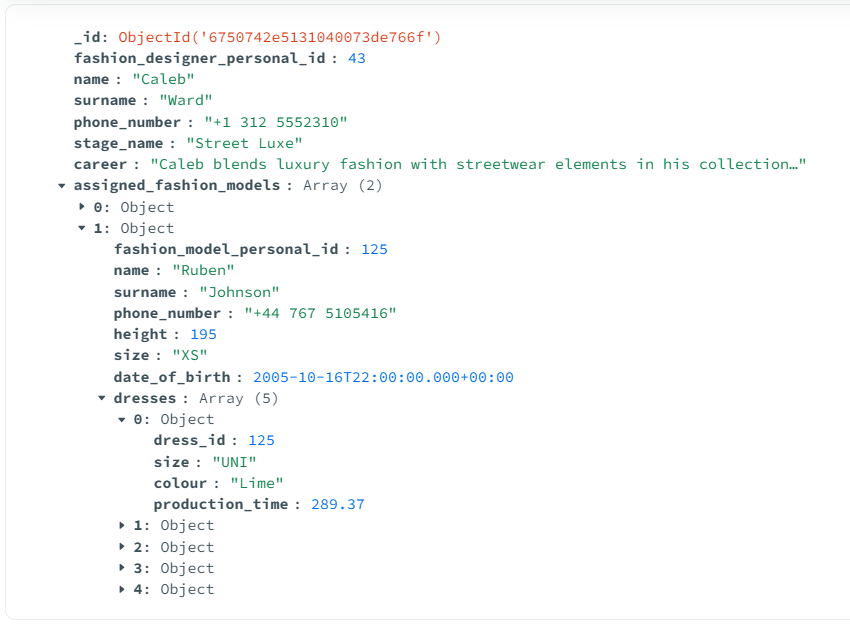 _id: ObjectId('6750742e5131040073de766f')
fashion_designer_personal_id : 43
name : "Caleb"
surname : "Ward"
phone_number : "+1 312 5552310"
stage_name : "Street Luxe"
career : "Caleb blends luxury fashion with streetwear elements in his collection…"
assigned_fashion_models : Array (2)
0: Object
1: Object
fashion_model_personal_id : 125
name : "Ruben"
surname : "Johnson"
phone_number : "+44 767 5105416"
height : 195
size : "XS"
date_of_birth : 2005-10-16T22:00:00.000+00:00
dresses : Array (5)
0: Object
dress_id : 125
size : "UNI"
colour : "Lime"
production_time : 289.37
1: Object
2: Object
3: Object
4: Object